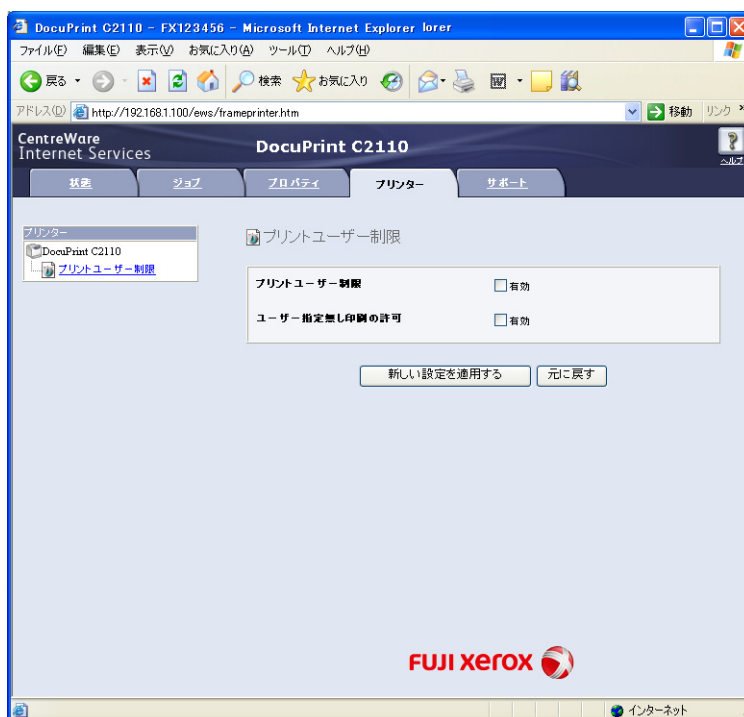 DocuPrint C2110 - FX123456 - Microsoft Internet Explorer lorer
ファイル(F) 編集(E) 表示(V) お気に入り(A) ツール(T) ヘルプ(H)
戻る 検索 お気に入り
アドレス(D) http://192.168.1.100/ews/frameprinter.htm 移動 リンク »
CentreWare
Internet Services
DocuPrint C2110
ヘルプ
状態 ジョブ プロパティ プリンター サポート
プリンター
DocuPrint C2110
プリントユーザー制限
プリントユーザー制限
プリントユーザー制限 有効
ユーザー指定無し印刷の許可 有効
新しい設定を適用する 元に戻す
FUJI xerox
インターネット